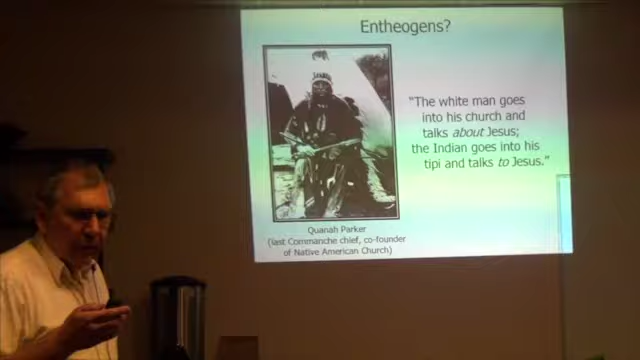 Entheogens?
"The white man goes
into his church and
talks about Jesus;
the Indian goes into his
tipi and talks to Jesus."
Quanah Parker
(last Commanche chief, co-founder
of Native American Church)